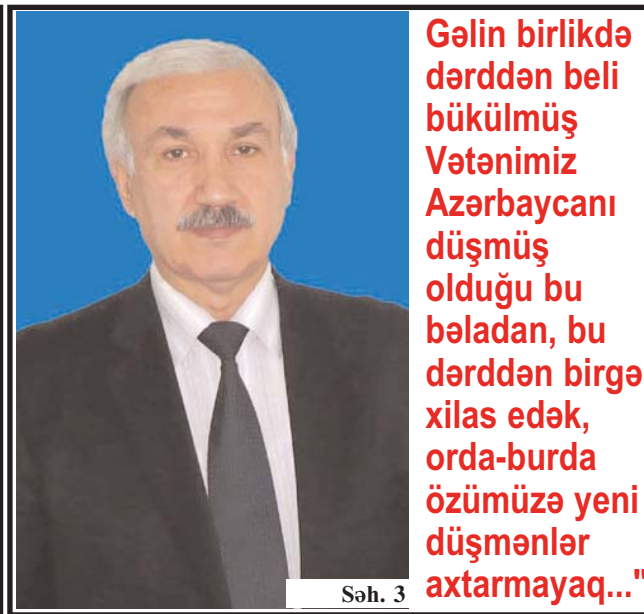 Gəlin birlikdə
dərddən beli
bükülmüş
Vətənimiz
Azərbaycanı
düşmüş
olduğu bu
bəladan, bu
dərddən birgə
xilas edək,
orda-burda
özümüzə yeni
düşmənlər
axtarmayaq..."
Səh. 3